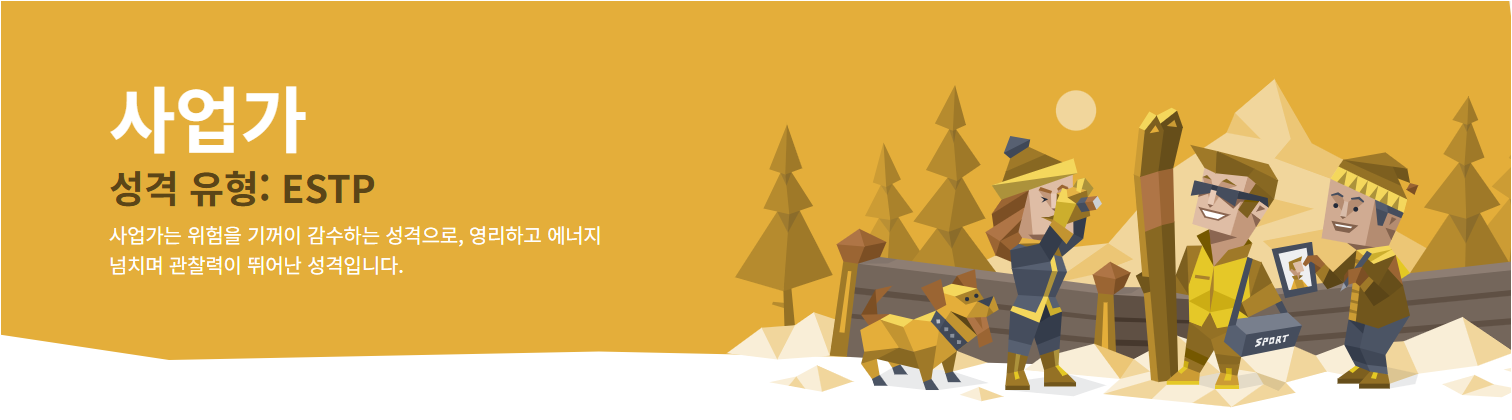 사업가
성격 유형: ESTP
사업가는 위험을 기꺼이 감수하는 성격으로, 영리하고 에너지
넘치며 관찰력이 뛰어난 성격입니다.
SPORT